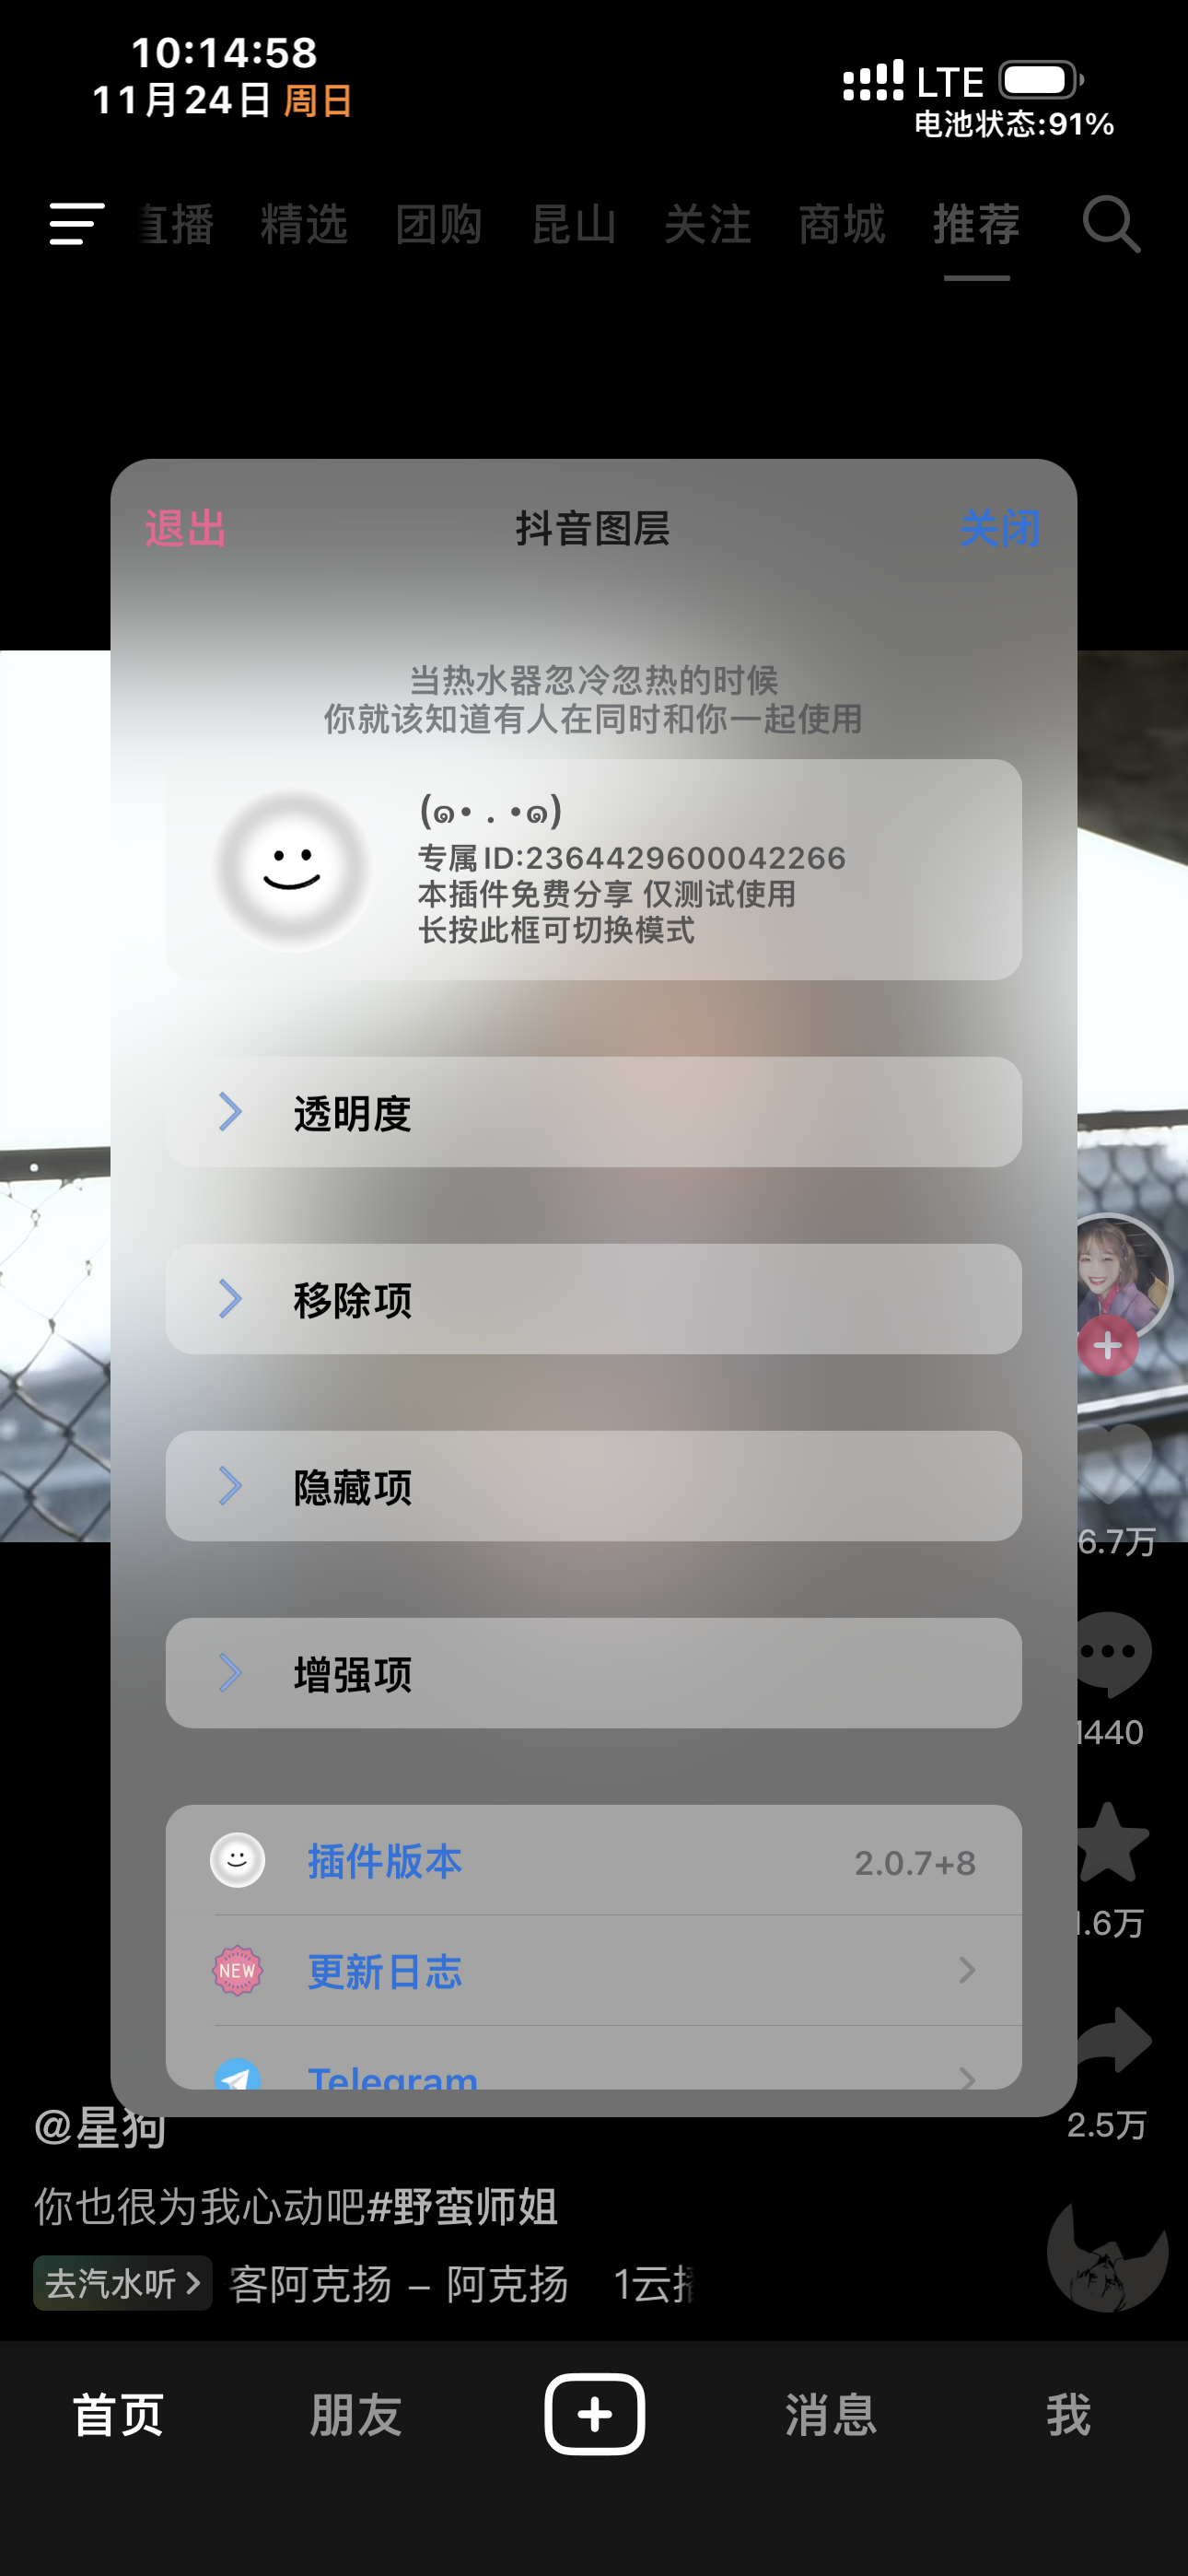 10:14:58
11月24日 周日
LTE
电池状态:91%
直播 精选 团购 昆山 关注 商城 推荐
退出 抖音图层 关闭
当热水器忽冷忽热的时候
你就该知道有人在同时和你一起使用
(๑• . •๑)
专属ID:2364429600042266
本插件免费分享 仅测试使用
长按此框可切换模式
透明度
移除项
隐藏项
增强项
6.7万
1440
插件版本 2.0.7+8
1.6万
NEW 更新日志
Telegram
@星狗
2.5万
你也很为我心动吧#野蛮师姐
去汽水听 客阿克扬 – 阿克扬 1云播
首页 朋友 消息 我